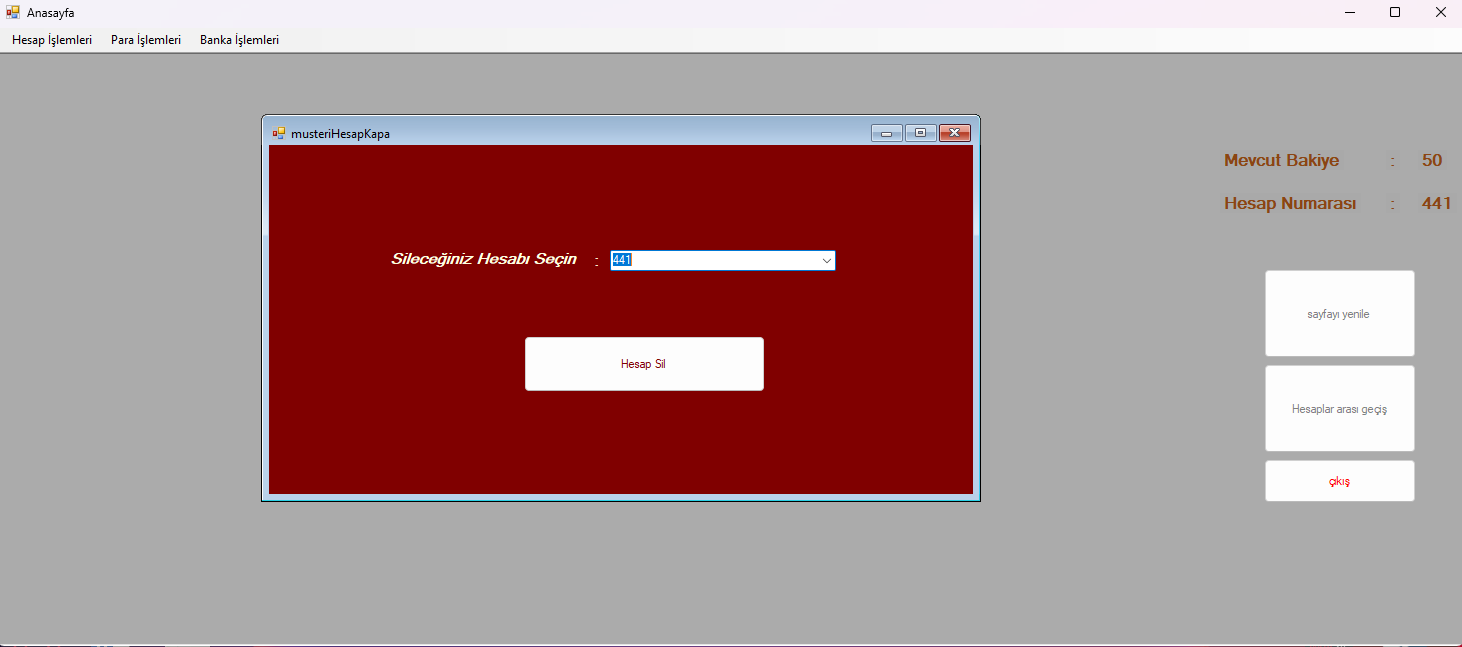 Anasayfa
Hesap İşlemleri Para İşlemleri Banka İşlemleri
musteriHesapKapa
Sileceğiniz Hesabı Seçin : 441
Hesap Sil
Mevcut Bakiye : 50
Hesap Numarası : 441
sayfayı yenile
Hesaplar arası geçiş
çıkış